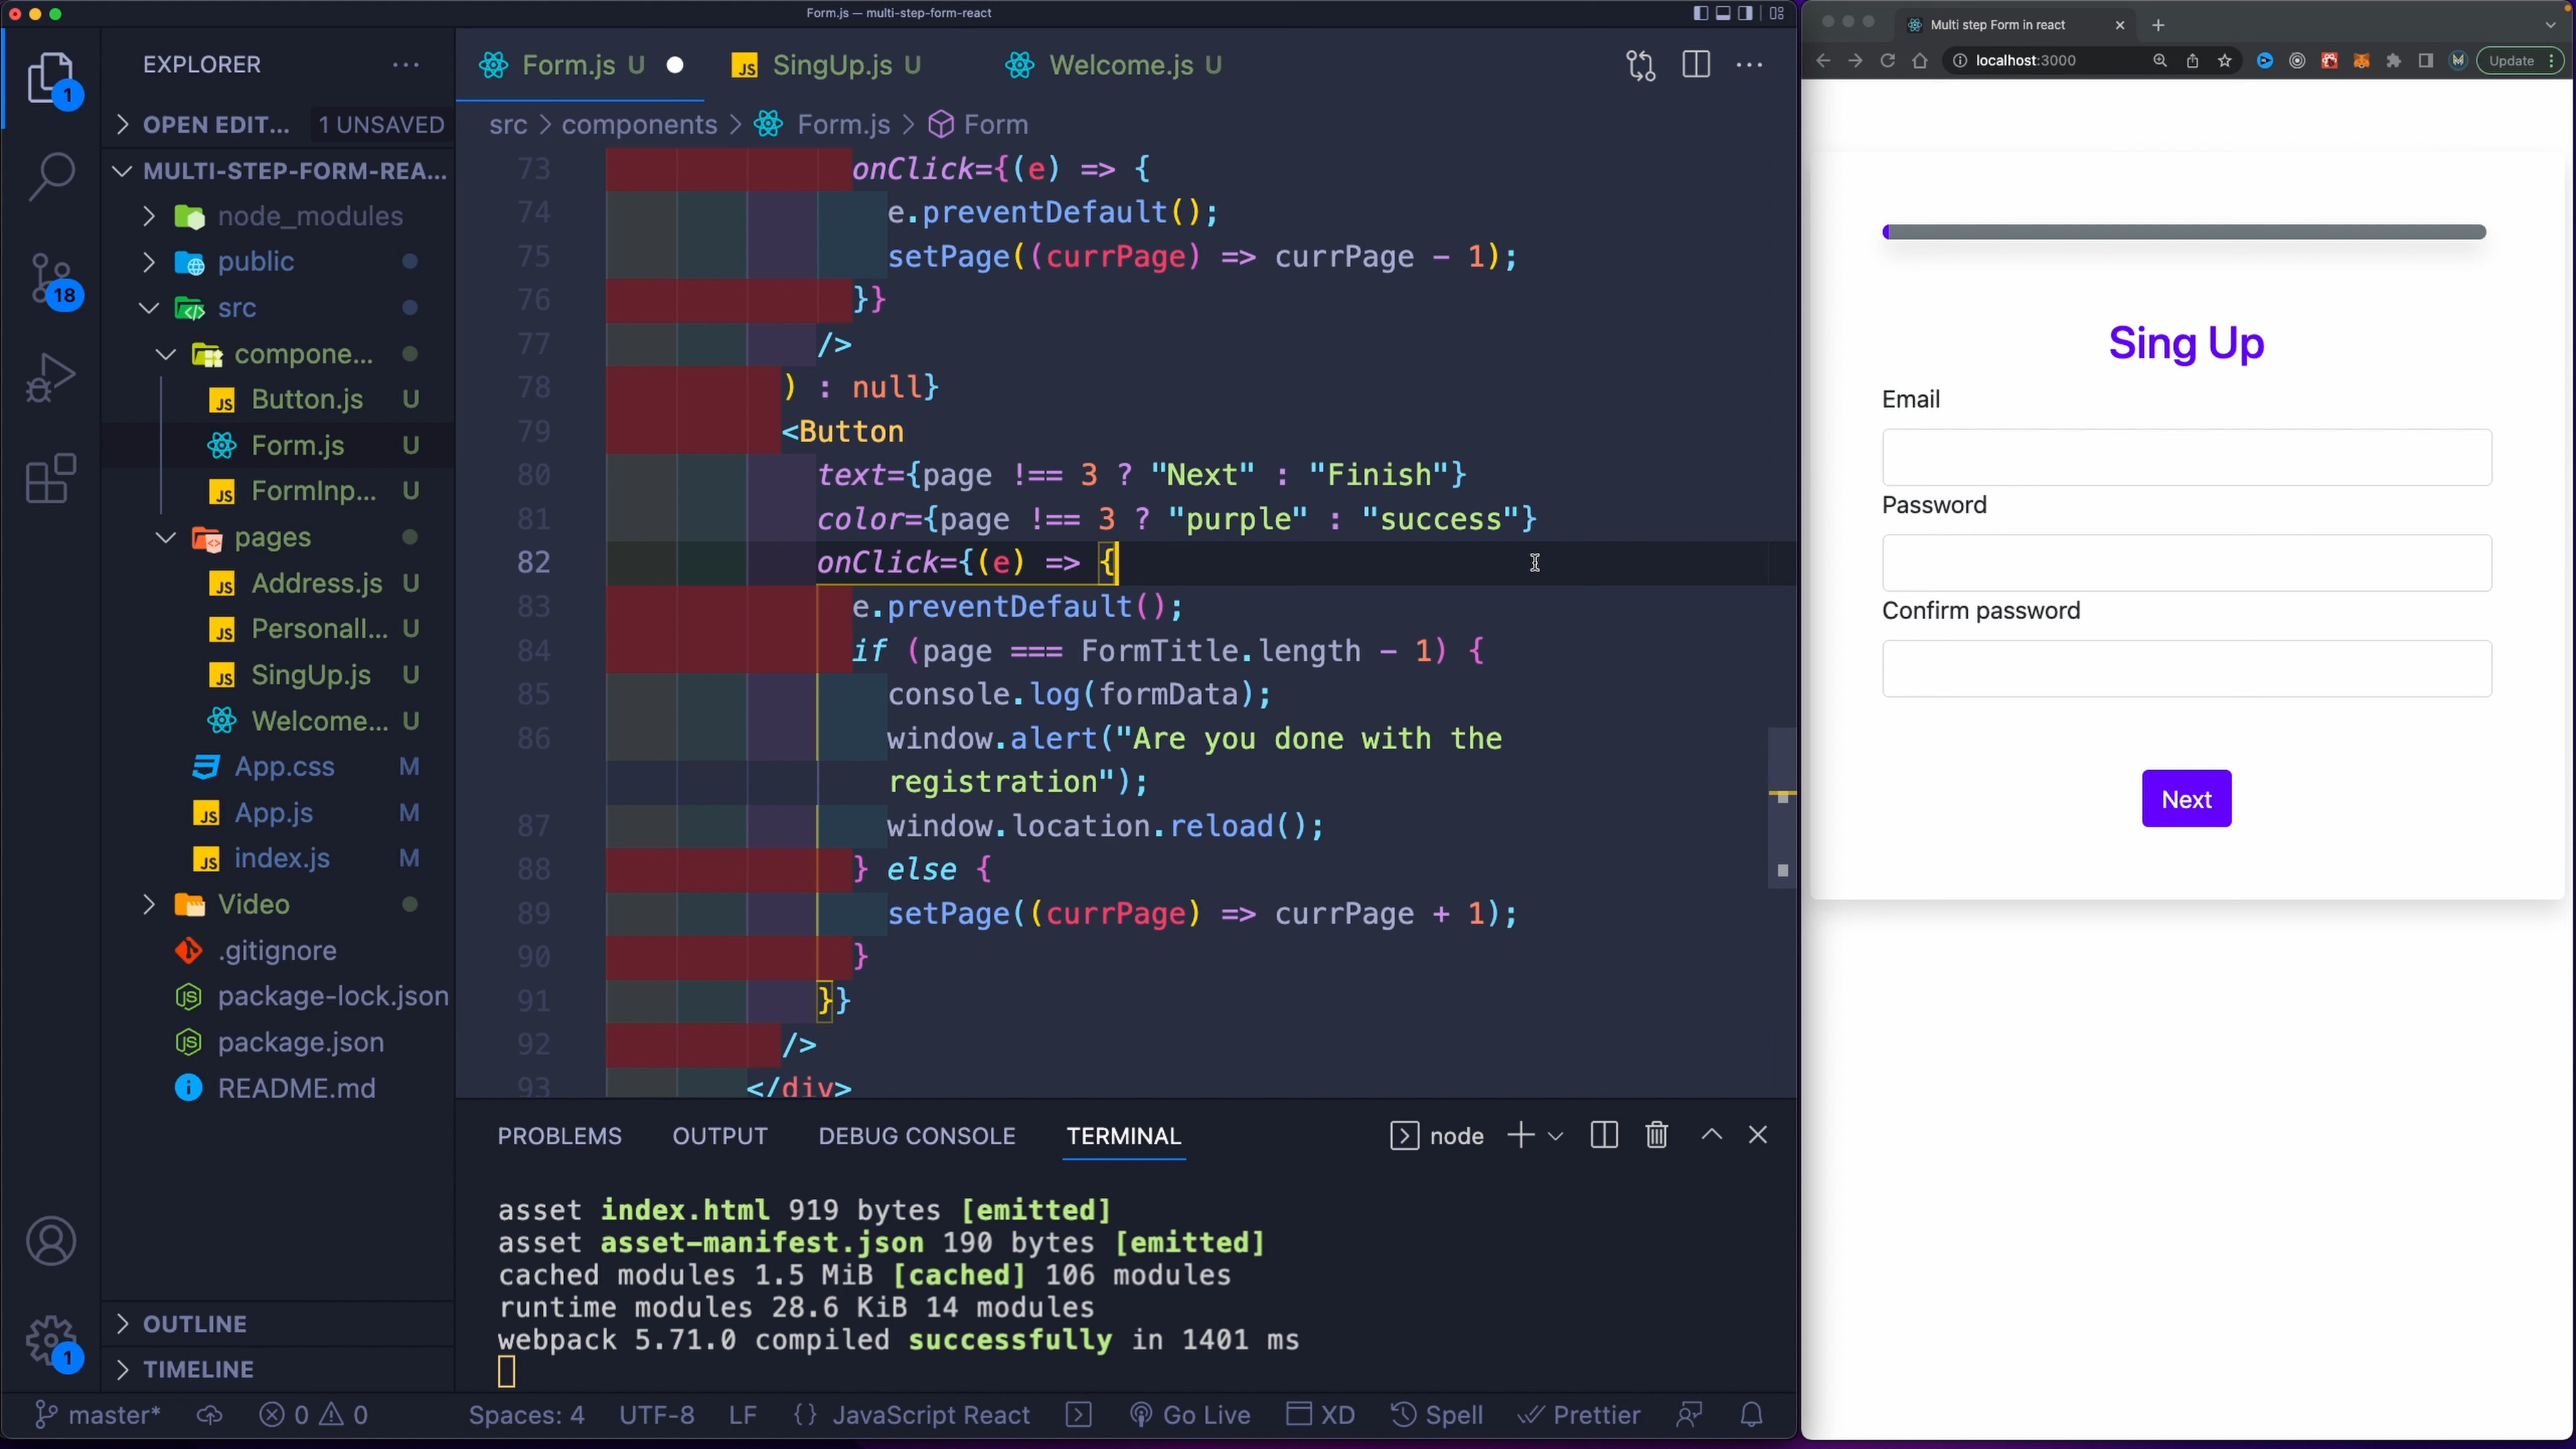 Form.js — multi-step-form-react
EXPLORER
OPEN EDIT... 1 UNSAVED
MULTI-STEP-FORM-REA...
node_modules
public
src
compone...
Button.js U
Form.js U
FormInp... U
pages
Address.js U
Personall... U
SingUp.js U
Welcome... U
App.css M
App.js M
index.js M
Video
.gitignore
package-lock.json
package.json
README.md
OUTLINE
TIMELINE
1
18
1
Form.js U
SingUp.js U
Welcome.js U
src > components > Form.js > Form
73 onClick={(e) => {
74 e.preventDefault();
75 setPage((currPage) => currPage - 1);
76 }}
77 />
78 ) : null}
79 <Button
80 text={page !== 3 ? "Next" : "Finish"}
81 color={page !== 3 ? "purple" : "success"}
82 onClick={(e) => {
83 e.preventDefault();
84 if (page === FormTitle.length - 1) {
85 console.log(formData);
86 window.alert("Are you done with the
registration");
87 window.location.reload();
88 } else {
89 setPage((currPage) => currPage + 1);
90 }
91 }}
92 />
93 </div>
PROBLEMS OUTPUT DEBUG CONSOLE TERMINAL
node
asset index.html 919 bytes [emitted]
asset asset-manifest.json 190 bytes [emitted]
cached modules 1.5 MiB [cached] 106 modules
runtime modules 28.6 KiB 14 modules
webpack 5.71.0 compiled successfully in 1401 ms
master* 0 0 Spaces: 4 UTF-8 LF {} JavaScript React Go Live XD Spell Prettier
Multi step Form in react
localhost:3000
Update
Sing Up
Email
Password
Confirm password
Next